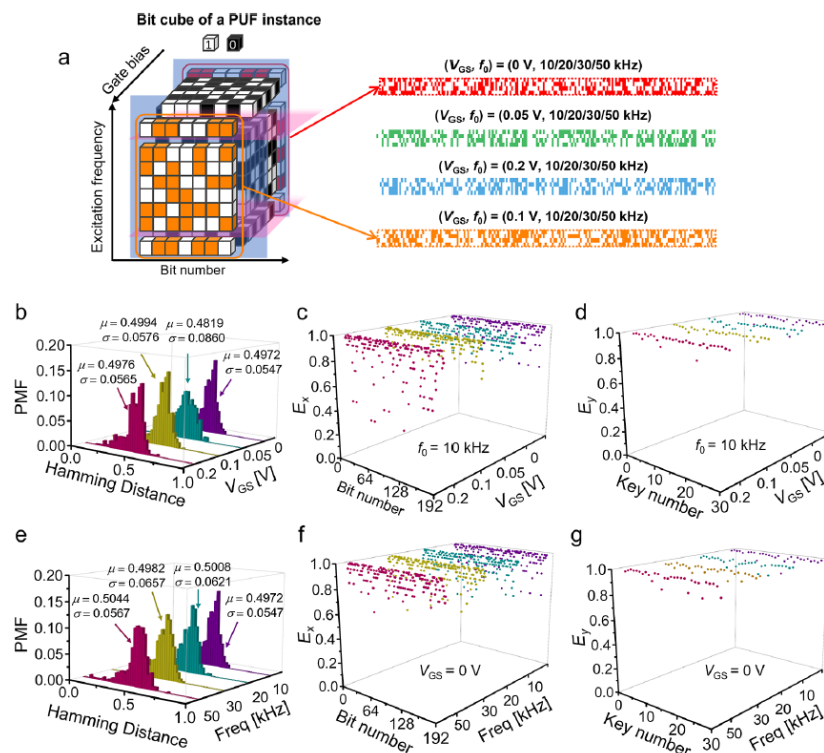 Bit cube of a PUF instance
1 0
a
Gate bias
Excitation frequency
Bit number
(VGS, f0) = (0 V, 10/20/30/50 kHz)
(VGS, f0) = (0.05 V, 10/20/30/50 kHz)
(VGS, f0) = (0.2 V, 10/20/30/50 kHz)
(VGS, f0) = (0.1 V, 10/20/30/50 kHz)
b
μ = 0.4994
σ = 0.0576
μ = 0.4819
σ = 0.0860
μ = 0.4976
σ = 0.0565
μ = 0.4972
σ = 0.0547
PMF
0.20
0.15
0.10
0.05
0.00
0.0
0.5
1.0
Hamming Distance
0.2
0.1
0.05
0
VGS [V]
c
Ex
1.0
0.8
0.6
0.4
0.2
0.0
f0 = 10 kHz
0
64
128
192
Bit number
0.2
0.1
0.05
0
VGS [V]
d
Ey
1.0
0.8
0.6
0.4
0.2
0.0
f0 = 10 kHz
0
10
20
30
Key number
0.2
0.1
0.05
0
VGS [V]
e
μ = 0.4982
σ = 0.0657
μ = 0.5008
σ = 0.0621
μ = 0.5044
σ = 0.0567
μ = 0.4972
σ = 0.0547
PMF
0.20
0.15
0.10
0.05
0.00
0.0
0.5
1.0
Hamming Distance
50
30
20
10
Freq [kHz]
f
Ex
1.0
0.8
0.6
0.4
0.2
0.0
VGS = 0 V
0
64
128
192
Bit number
50
30
20
10
Freq [kHz]
g
Ey
1.0
0.8
0.6
0.4
0.2
0.0
VGS = 0 V
0
10
20
30
Key number
50
30
20
10
Freq [kHz]